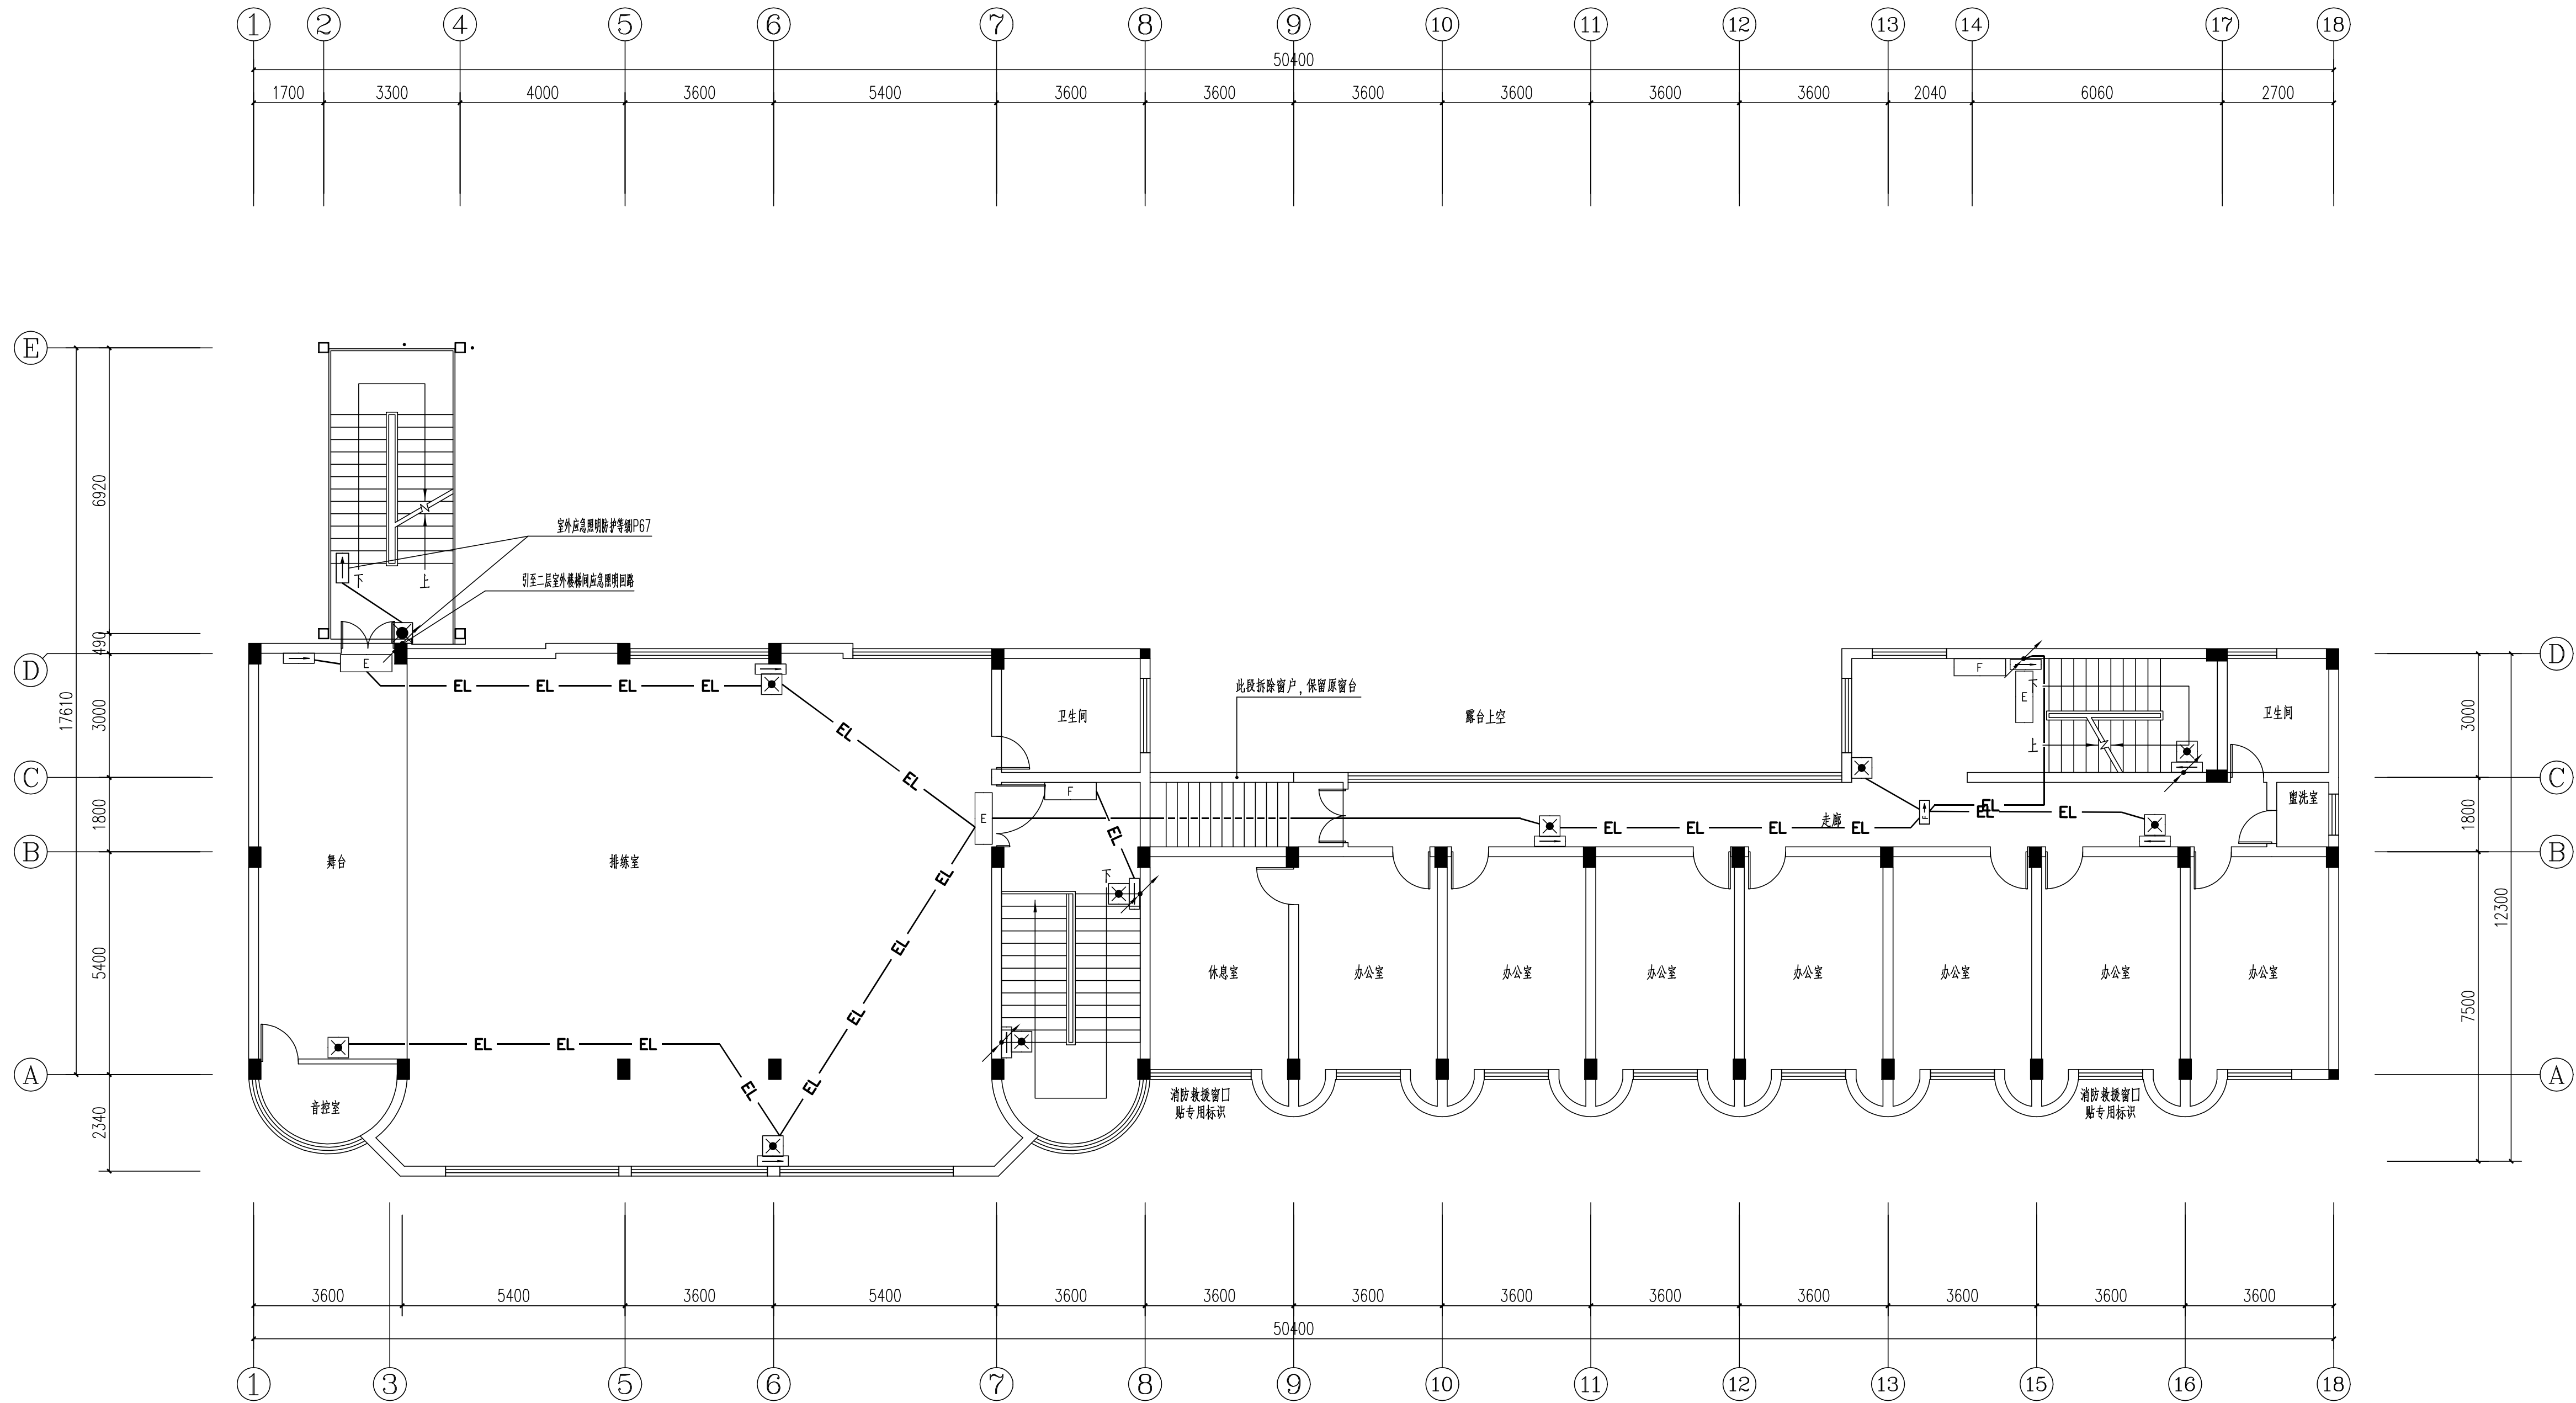 1 2 4 5 6 7 8 9 10 11 12 13 14 17 18
50400
1700 3300 4000 3600 5400 3600 3600 3600 3600 3600 3600 2040 6060 2700
E
E
6920
室外应急照明防护等级IP67
下 上
引至二层室外楼梯间应急照明回路
490
D
D
E
F
17610
3000
EL EL EL EL
此段拆除窗户，保留原窗台
下
E
3000
卫生间
露台上空
卫生间
EL
上
EL
C
C
F
盥洗室
1800
E
EL
F
EL
EL
EL
1800
EL EL EL 走廊 EL
B
B
舞台
排练室
EL
下
12300
EL
5400
休息室 办公室 办公室 办公室 办公室 办公室 办公室 办公室
7500
EL
EL EL EL
A
A
EL
EL
音控室
消防救援窗口
贴专用标识
消防救援窗口
贴专用标识
2340
3600 5400 3600 5400 3600 3600 3600 3600 3600 3600 3600 3600 3600
50400
1 3 5 6 7 8 9 10 11 12 13 15 16 18